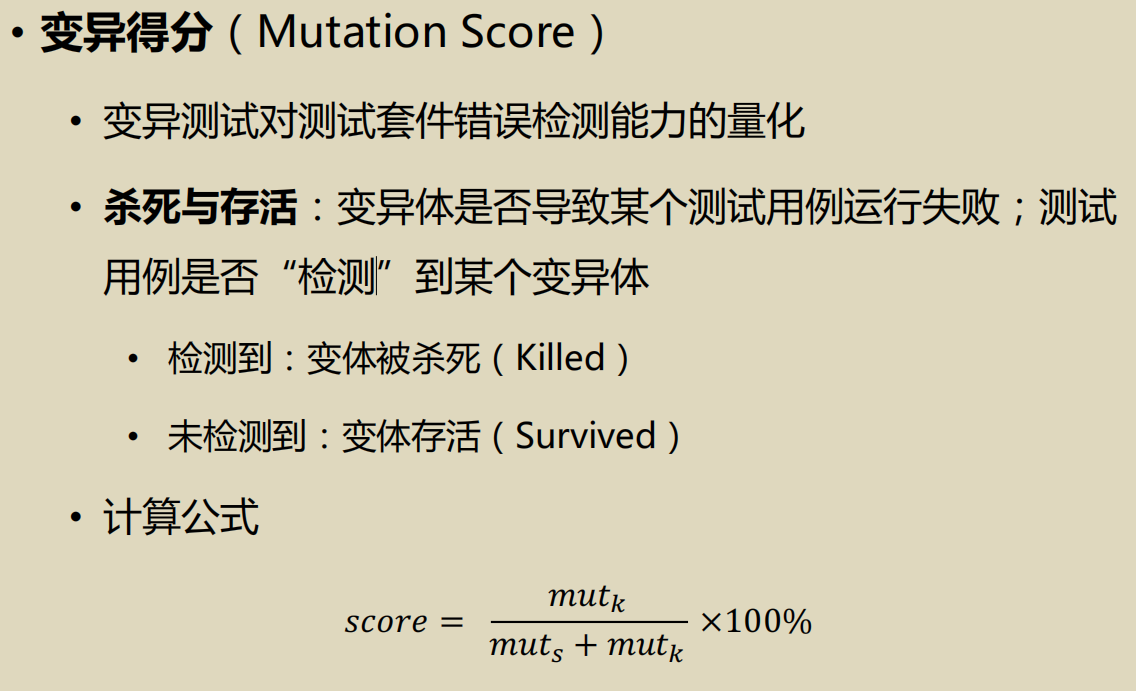 • 变异得分（Mutation Score）
• 变异测试对测试套件错误检测能力的量化
• 杀死与存活：变异体是否导致某个测试用例运行失败；测试
用例是否“检测”到某个变异体
• 检测到：变体被杀死（Killed）
• 未检测到：变体存活（Survived）
• 计算公式
score = mut_k / (mut_s + mut_k) ×100%